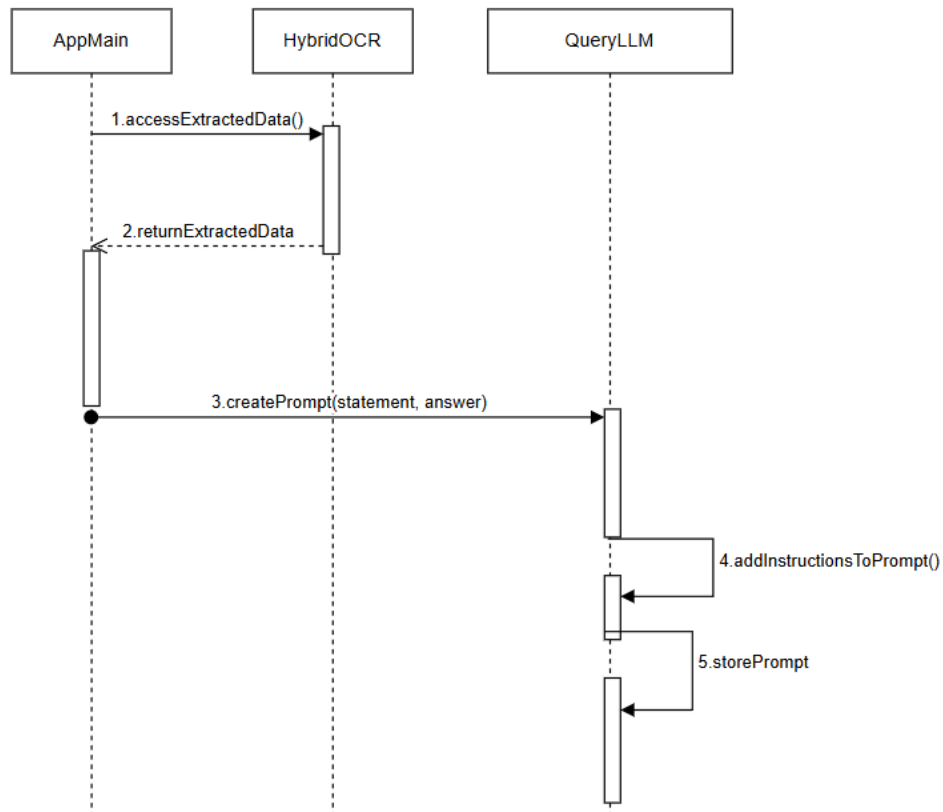 AppMain
HybridOCR
QueryLLM
1.accessExtractedData()
2.returnExtractedData
3.createPrompt(statement, answer)
4.addInstructionsToPrompt()
5.storePrompt